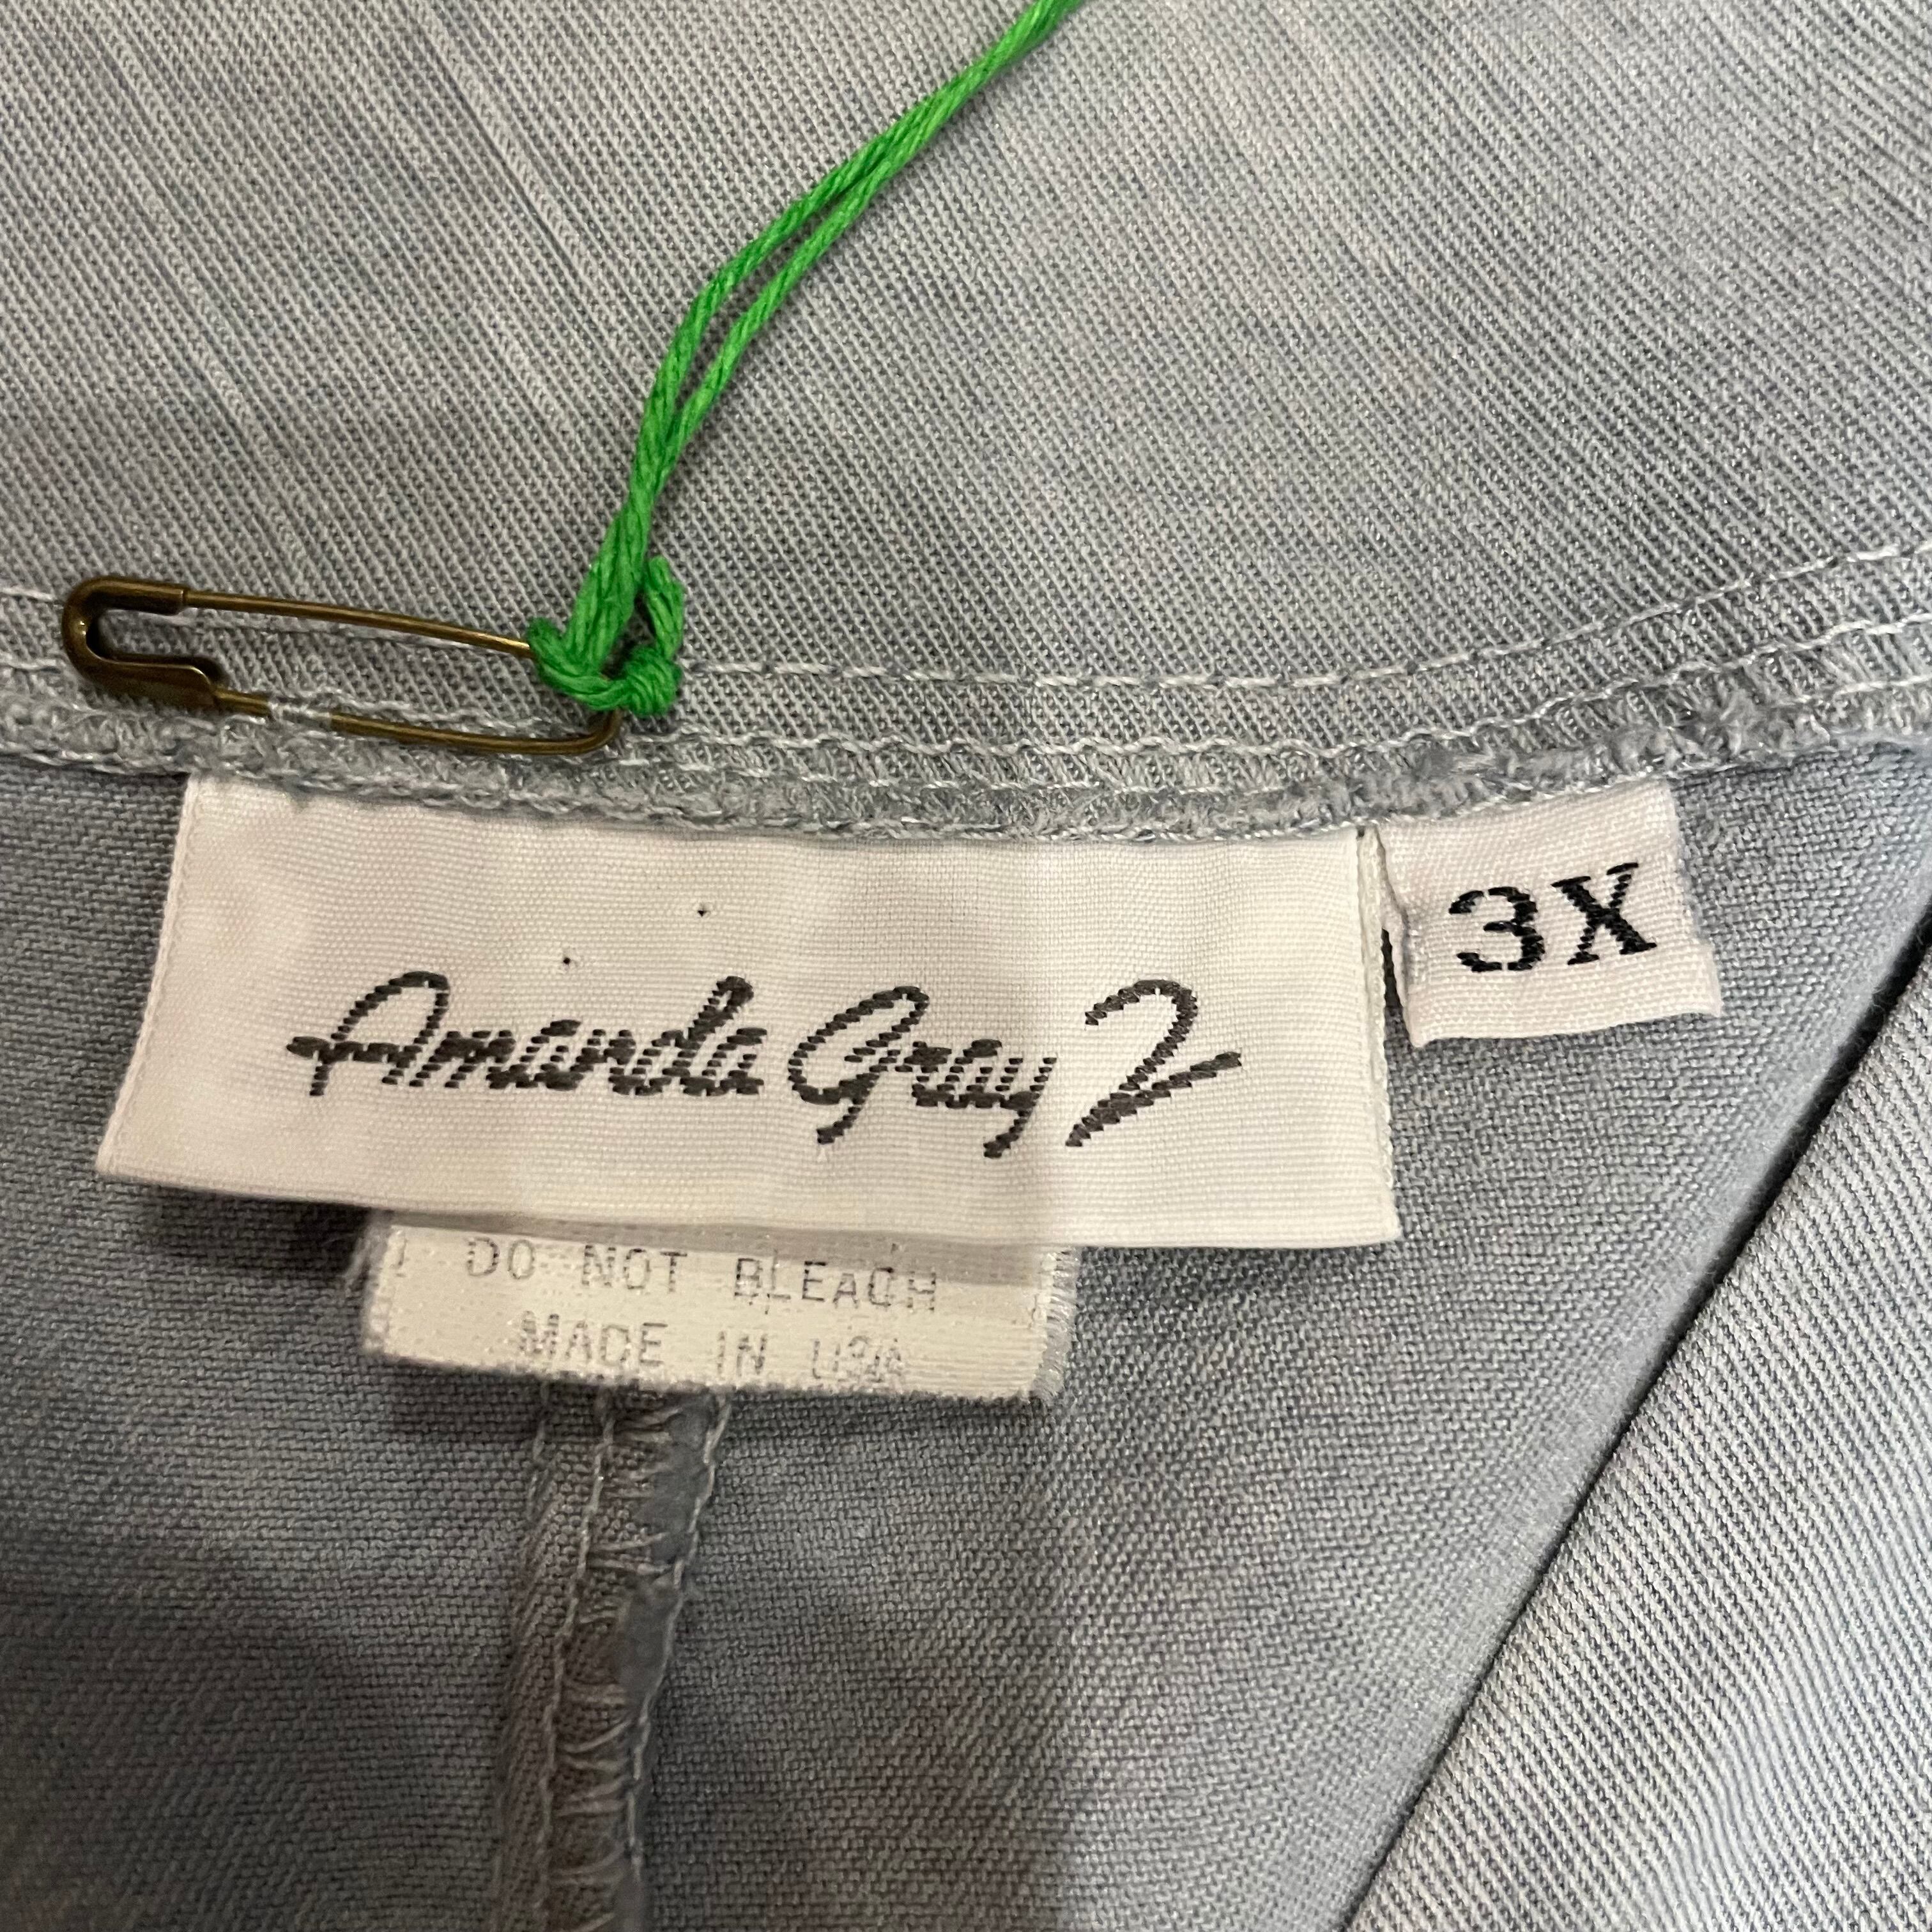 Amanda Gray 2
3X
DO NOT BLEACH
MADE IN USA